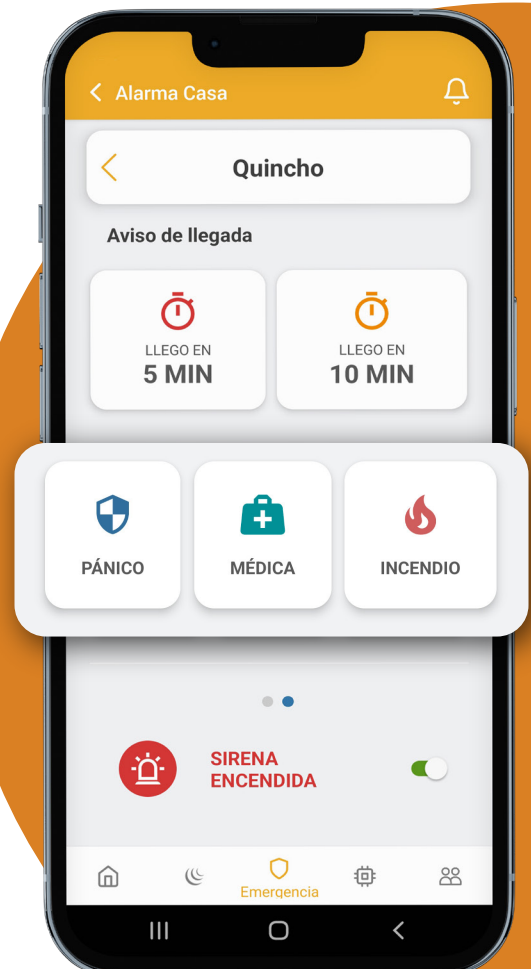 Alarma Casa
Quincho
Aviso de llegada
LLEGO EN
5 MIN
LLEGO EN
10 MIN
PÁNICO
MÉDICA
INCENDIO
SIRENA
ENCENDIDA
Emergencia